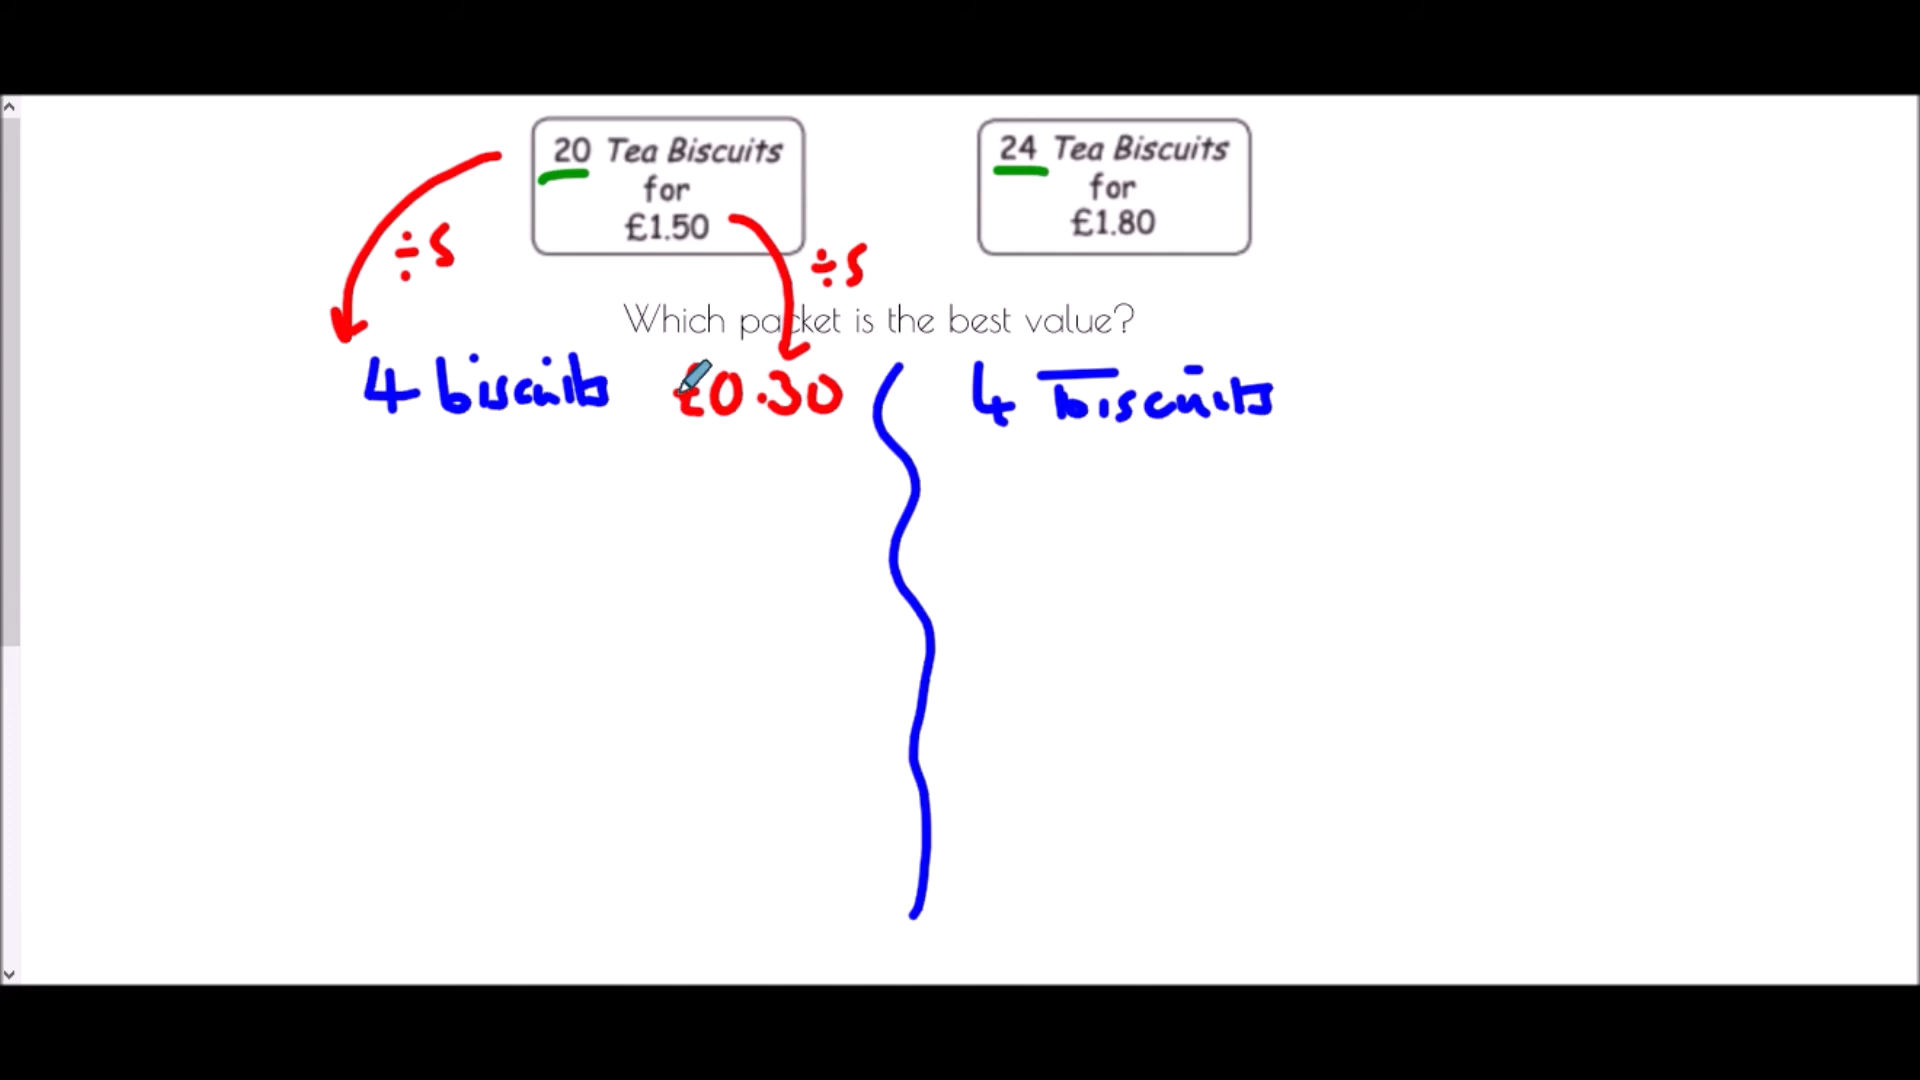 20 Tea Biscuits
for
£1.50
24 Tea Biscuits
for
£1.80
÷5
÷5
Which packet is the best value?
4 biscuits £0.30
4 biscuits